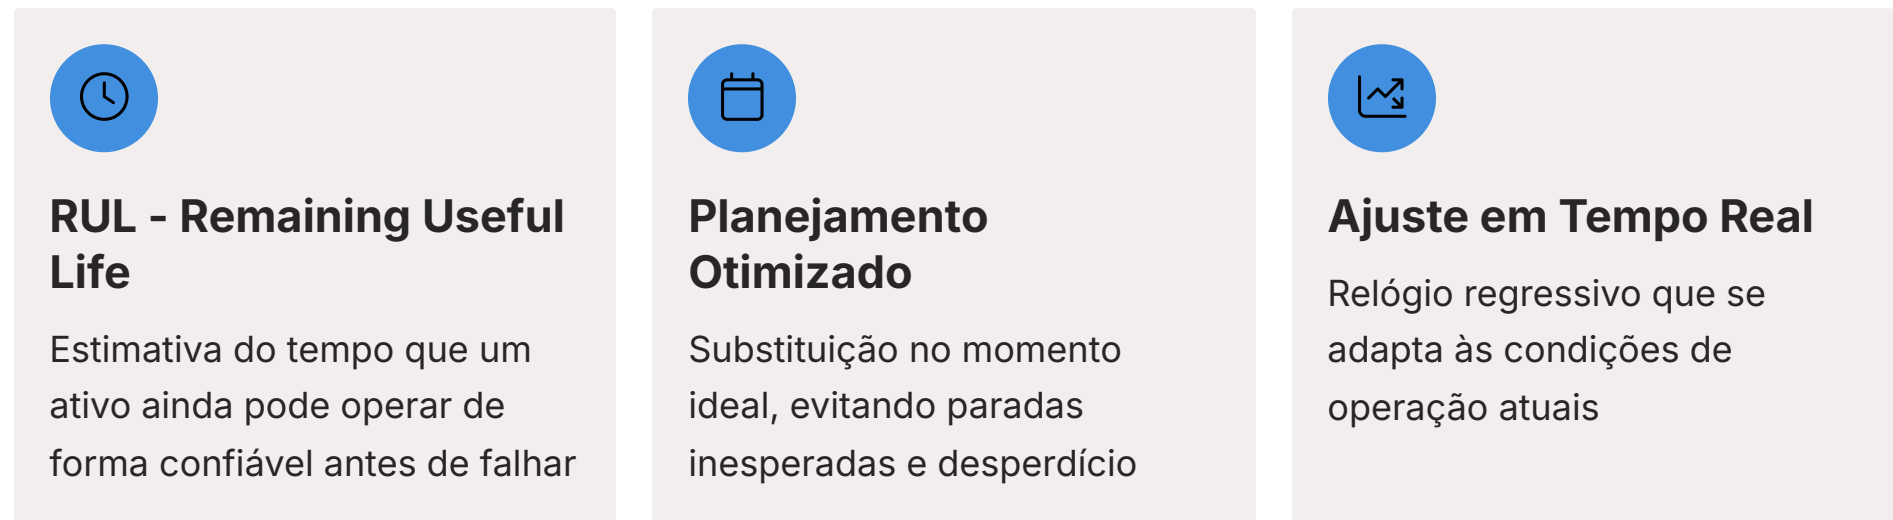 RUL - Remaining Useful
Life
Estimativa do tempo que um
ativo ainda pode operar de
forma confiável antes de falhar
Planejamento
Otimizado
Substituição no momento
ideal, evitando paradas
inesperadas e desperdício
Ajuste em Tempo Real
Relógio regressivo que se
adapta às condições de
operação atuais